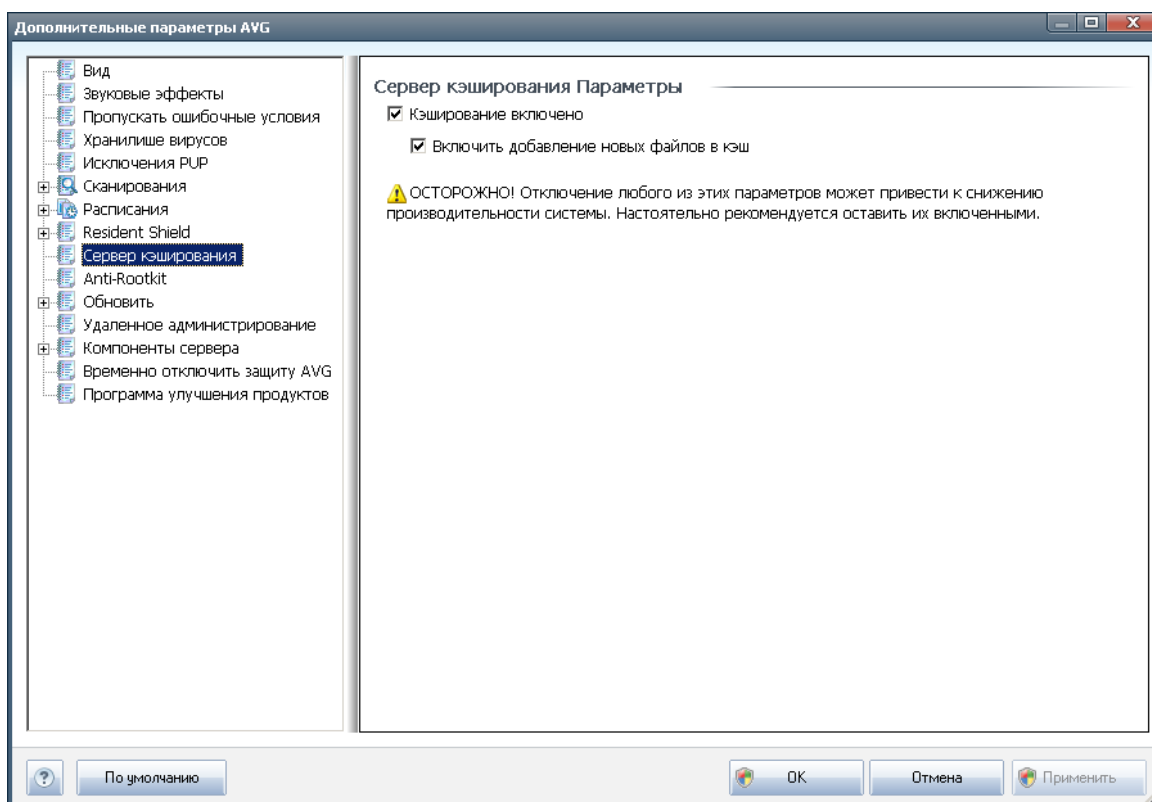 Дополнительные параметры AVG
Вид
Звуковые эффекты
Пропускать ошибочные условия
Хранилише вирусов
Исключения PUP
Сканирования
Расписания
Resident Shield
Сервер кэширования
Anti-Rootkit
Обновить
Удаленное администрирование
Компоненты сервера
Временно отключить защиту AVG
Программа улучшения продуктов
Сервер кэширования Параметры
Кэширование включено
Включить добавление новых файлов в кэш
ОСТОРОЖНО! Отключение любого из этих параметров может привести к снижению
производительности системы. Настоятельно рекомендуется оставить их включенными.
?
По умолчанию
OK
Отмена
Применить